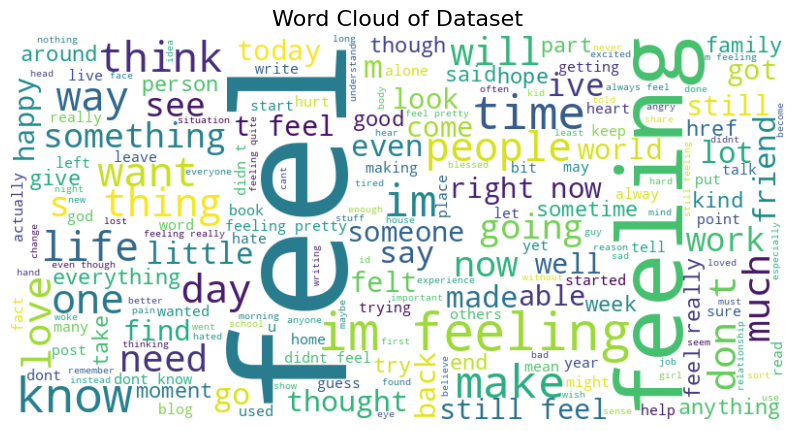 Word Cloud of Dataset
around
because
think
live
face
person
really
way
see
happy
something
situation
left
leave
give
want
actually
night
new
god
s
thing
change
lost
word
life
little
even though
hand
everything
one
day
love
better
pain
wanted
fact
many
take
find
woke
went
post
thinking
need
dont
remember
know
instead
dont know
moment
blog
go
used
nothing
head
idea
today
write
start
hurt
t feel
didn t
feeling quite
everyone
cant
book
feeling pretty
hate
feeling really
stuff
writing
feel
id
morning
school
u
anyone
maybe
hated
home
didnt feel
guess
show
eye
thought
long
understand
though
m
alone
body
good
hear
even
making
tired
blessed
enough
house
place
im
someone
say
felt
trying
important
experience
others
im feeling
first
try
back
end
found
believe
will
said
hope
look
come
often
kid
feel pretty
people
bit
may
right now
let
sometime
going
yet
guy
now
well
made
able
started
week
without
bad
mean
year
make
wish
might
still feel
sense
part
getting
ive
time
told
heart
least
keep
world
alway
kind
reason
sad
tell
feeling
never
excited
always feel
angry
share
done
family
got
still
href
didnt
become
lot
friend
still feeling
hard
put
talk
mind
point
work
loved
feel really
don t
much
must
sure
seem
especially
job
girl
relationship
sort
read
use
help
anything